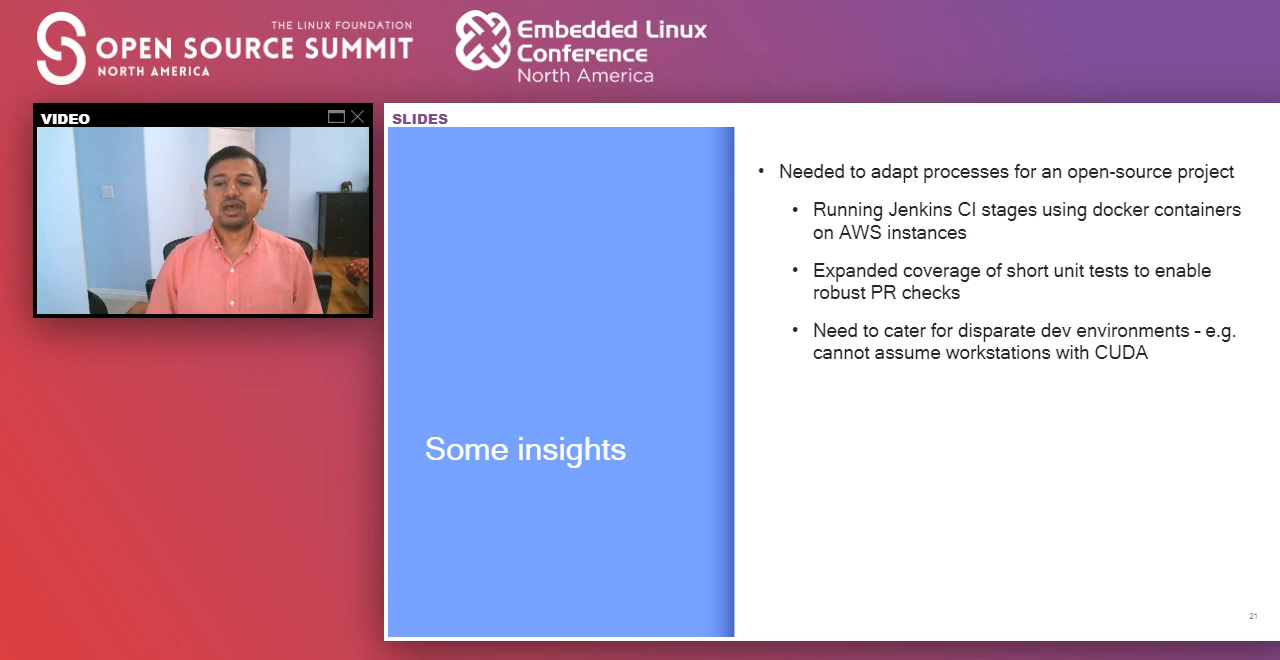 THE LINUX FOUNDATION
OPEN SOURCE SUMMIT
NORTH AMERICA
Embedded Linux
Conference
North America
VIDEO
SLIDES
Some insights
• Needed to adapt processes for an open-source project
• Running Jenkins CI stages using docker containers
on AWS instances
• Expanded coverage of short unit tests to enable
robust PR checks
• Need to cater for disparate dev environments - e.g.
cannot assume workstations with CUDA
21